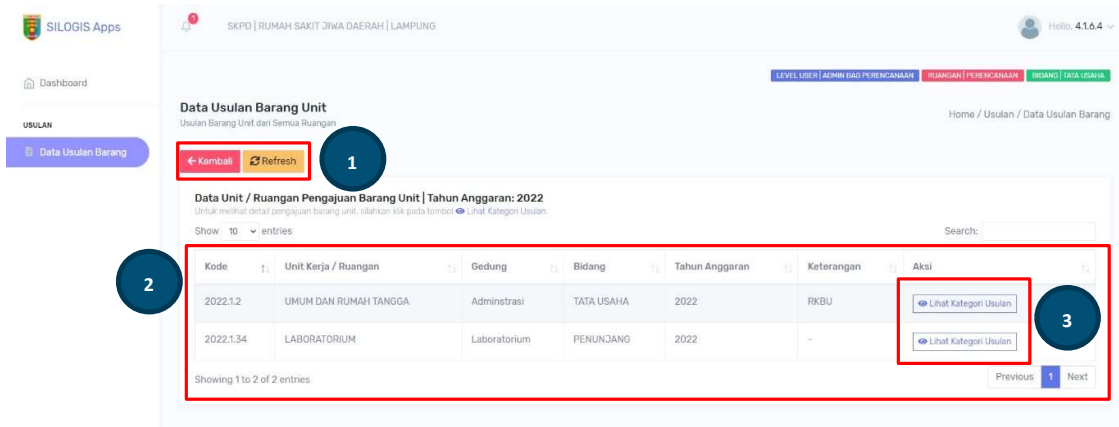 SILOGIS Apps
1
SKPD | RUMAH SAKIT JIWA DAERAH | LAMPUNG
Hello, 4.1.6.4
Dashboard
LEVEL USER | ADMIN BAG PERENCANAAN RUANGAN | PERENCANAAN BIDANG | TATA USAHA
USULAN
Data Usulan Barang
Data Usulan Barang Unit
Usulan Barang Unit dari Semua Ruangan
Home / Usulan / Data Usulan Barang
Kembali Refresh
1
Data Unit / Ruangan Pengajuan Barang Unit | Tahun Anggaran: 2022
Untuk melihat detail pengajuan barang unit, silahkan klik pada tombol Lihat Kategori Usulan
Show 10 entries
Search:
2
Kode Unit Kerja / Ruangan Gedung Bidang Tahun Anggaran Keterangan Aksi
2022.1.2 UMUM DAN RUMAH TANGGA Adminstrasi TATA USAHA 2022 RKBU Lihat Kategori Usulan
2022.1.34 LABORATORIUM Laboratorium PENUNJANG 2022 - Lihat Kategori Usulan
3
Showing 1 to 2 of 2 entries
Previous 1 Next